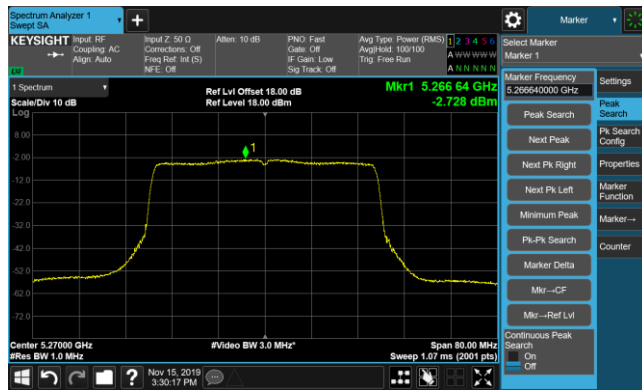 Spectrum Analyzer 1
Swept SA
Marker
KEYSIGHT
Input: RF
Coupling: AC
Align: Auto
Input Z: 50 Ω
Corrections: Off
Freq Ref: Int (S)
NFE: Off
Atten: 10 dB
PNO: Fast
Gate: Off
IF Gain: Low
Sig Track: Off
Avg Type: Power (RMS)
Avg|Hold: 100/100
Trig: Free Run
1 2 3 4 5 6
A W W W W W
A N N N N N
Select Marker
Marker 1
1 Spectrum
Scale/Div 10 dB
Log
Ref Lvl Offset 18.00 dB
Ref Level 18.00 dBm
Mkr1 5.266 64 GHz
-2.728 dBm
8.00
-2.00
-12.0
-22.0
-32.0
-42.0
-52.0
-62.0
-72.0
1
Center 5.27000 GHz
#Res BW 1.0 MHz
#Video BW 3.0 MHz*
Span 80.00 MHz
Sweep 1.07 ms (2001 pts)
Marker Frequency
5.266640000 GHz
Peak Search
Next Peak
Next Pk Right
Next Pk Left
Minimum Peak
Pk-Pk Search
Marker Delta
Mkr→CF
Mkr→Ref Lvl
Continuous Peak
Search
On
Off
Settings
Peak
Search
Pk Search
Config
Properties
Marker
Function
Marker→
Counter
?
Nov 15, 2019
3:30:17 PM